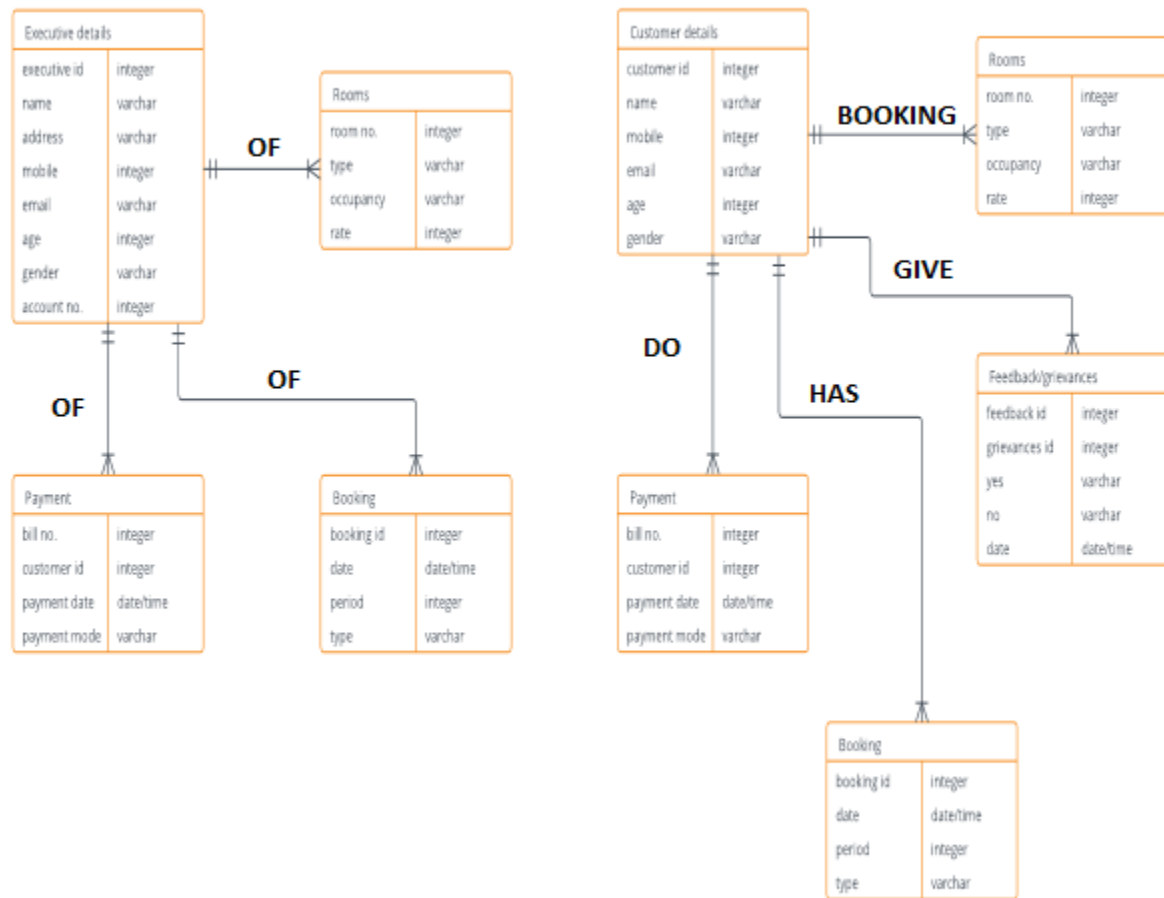 Executive details
executive id integer
name varchar
address varchar
mobile integer
email varchar
age integer
gender varchar
account no. integer
OF
Rooms
room no. integer
type varchar
occupancy varchar
rate integer
OF
OF
Payment
bill no. integer
customer id integer
payment date date/time
payment mode varchar
Booking
booking id integer
date date/time
period integer
type varchar
Customer details
customer id integer
name varchar
mobile integer
email varchar
age integer
gender varchar
BOOKING
Rooms
room no. integer
type varchar
occupancy varchar
rate integer
GIVE
DO
HAS
Feedback/grievances
feedback id integer
grievances id integer
yes varchar
no varchar
date date/time
Payment
bill no. integer
customer id integer
payment date date/time
payment mode varchar
Booking
booking id integer
date date/time
period integer
type varchar